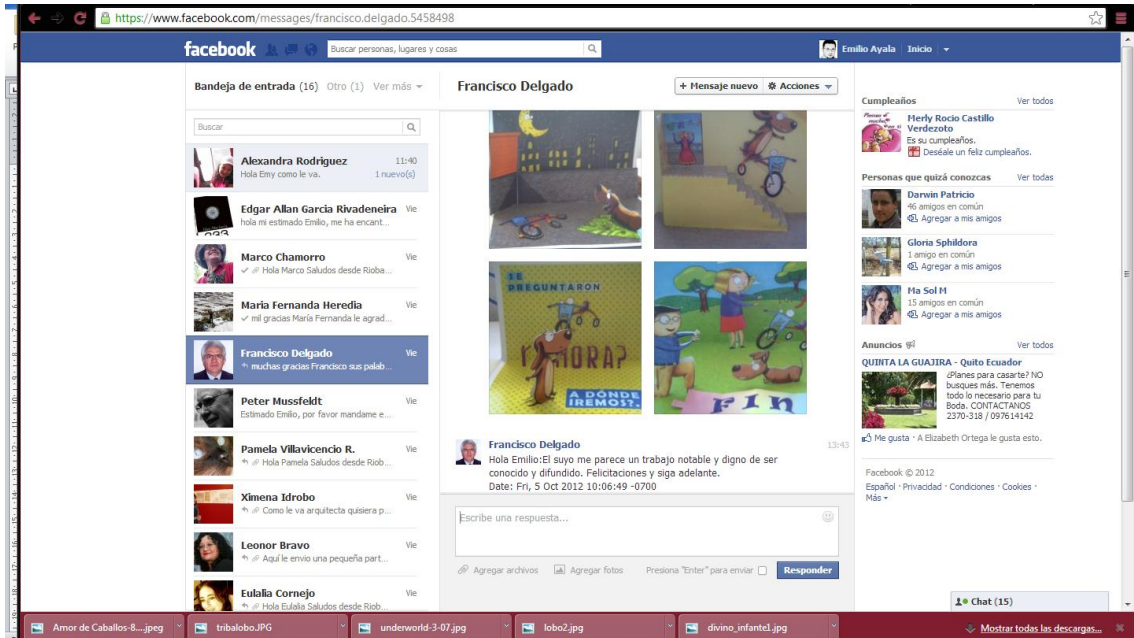 https://www.facebook.com/messages/francisco.delgado.5458498
facebook
Buscar personas, lugares y cosas
Emilio Ayala
Inicio
Bandeja de entrada (16) Otro (1) Ver más
Buscar
Alexandra Rodriguez 11:40
Hola Emy como le va. 1 nuevo(s)
Edgar Allan Garcia Rivadeneira Vie
hola mi estimado Emilio, me ha encant...
Marco Chamorro Vie
Hola Marco Saludos desde Rioba...
Maria Fernanda Heredia Vie
mil gracias María Fernanda le agrad...
Francisco Delgado Vie
muchas gracias Francisco sus palab...
Peter Mussfeldt Vie
Estimado Emilio, por favor mandame e...
Pamela Villavicencio R. Vie
Hola Pamela Saludos desde Riob...
Ximena Idrobo Vie
Como le va arquitecta quisiera p...
Leonor Bravo Vie
Aquí le envio una pequeña part...
Eulalia Cornejo Vie
Hola Eulalia Saludos desde Riob...
Francisco Delgado
+ Mensaje nuevo
Acciones
SE
PREGUNTARON
AHORA?
A DÓNDE
IREMOS?.
FIN
Francisco Delgado 13:43
Hola Emilio:El suyo me parece un trabajo notable y digno de ser
conocido y difundido. Felicitaciones y siga adelante.
Date: Fri, 5 Oct 2012 10:06:49 -0700
Escribe una respuesta...
Agregar archivos
Agregar fotos
Presiona "Enter" para enviar
Responder
Cumpleaños Ver todos
Merly Rocio Castillo
Verdezoto
Es su cumpleaños.
Deséale un feliz cumpleaños.
Personas que quizá conozcas Ver todas
Darwin Patricio
46 amigos en común
Agregar a mis amigos
Gloria Sphildora
1 amigo en común
Agregar a mis amigos
Ma Sol M
15 amigos en común
Agregar a mis amigos
Anuncios Ver todos
QUINTA LA GUAJIRA - Quito Ecuador
¿Planes para casarte? NO
busques más. Tenemos
todo lo necesario para tu
Boda. CONTACTANOS
2370-318 / 097614142
Me gusta · A Elizabeth Ortega le gusta esto.
Facebook © 2012
Español · Privacidad · Condiciones · Cookies ·
Más
Chat (15)
Amor de Caballos-8....jpeg
tribalobo.JPG
underworld-3-07.jpg
lobo2.jpg
divino_infante1.jpg
Mostrar todas las descargas...